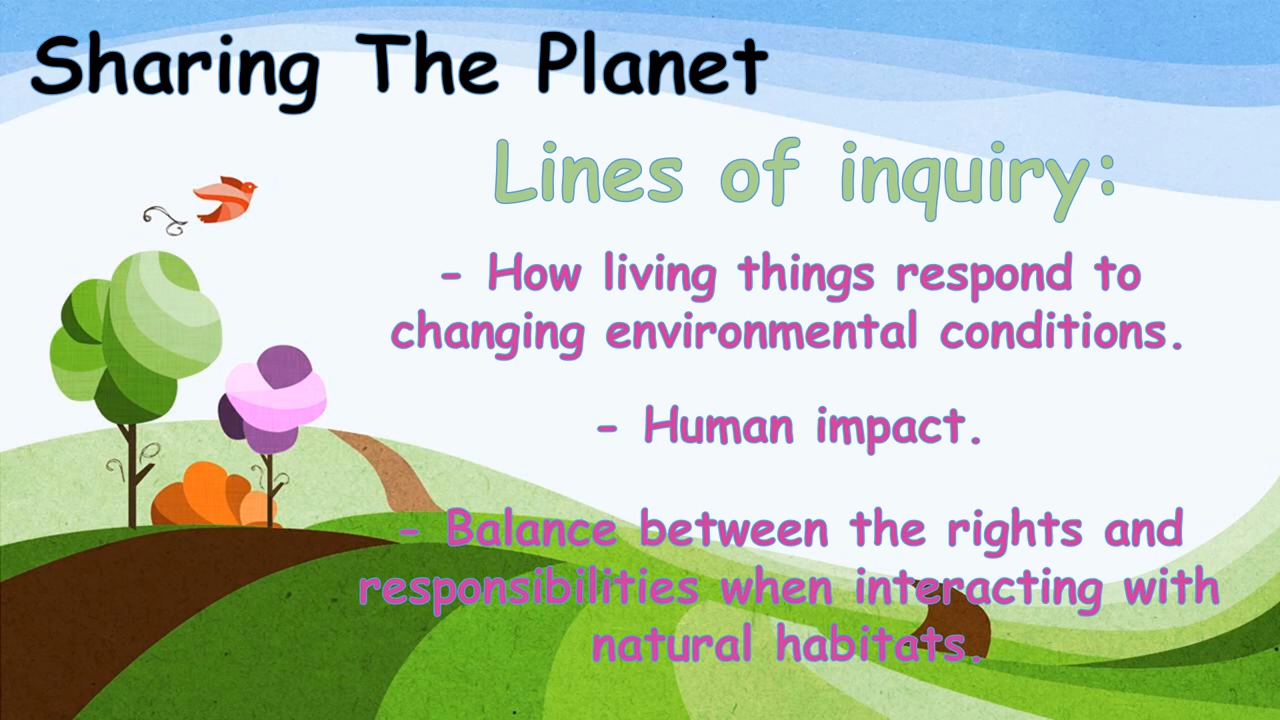 Sharing The Planet
Lines of inquiry:
- How living things respond to
changing environmental conditions.
- Human impact.
- Balance between the rights and
responsibilities when interacting with
natural habitats.